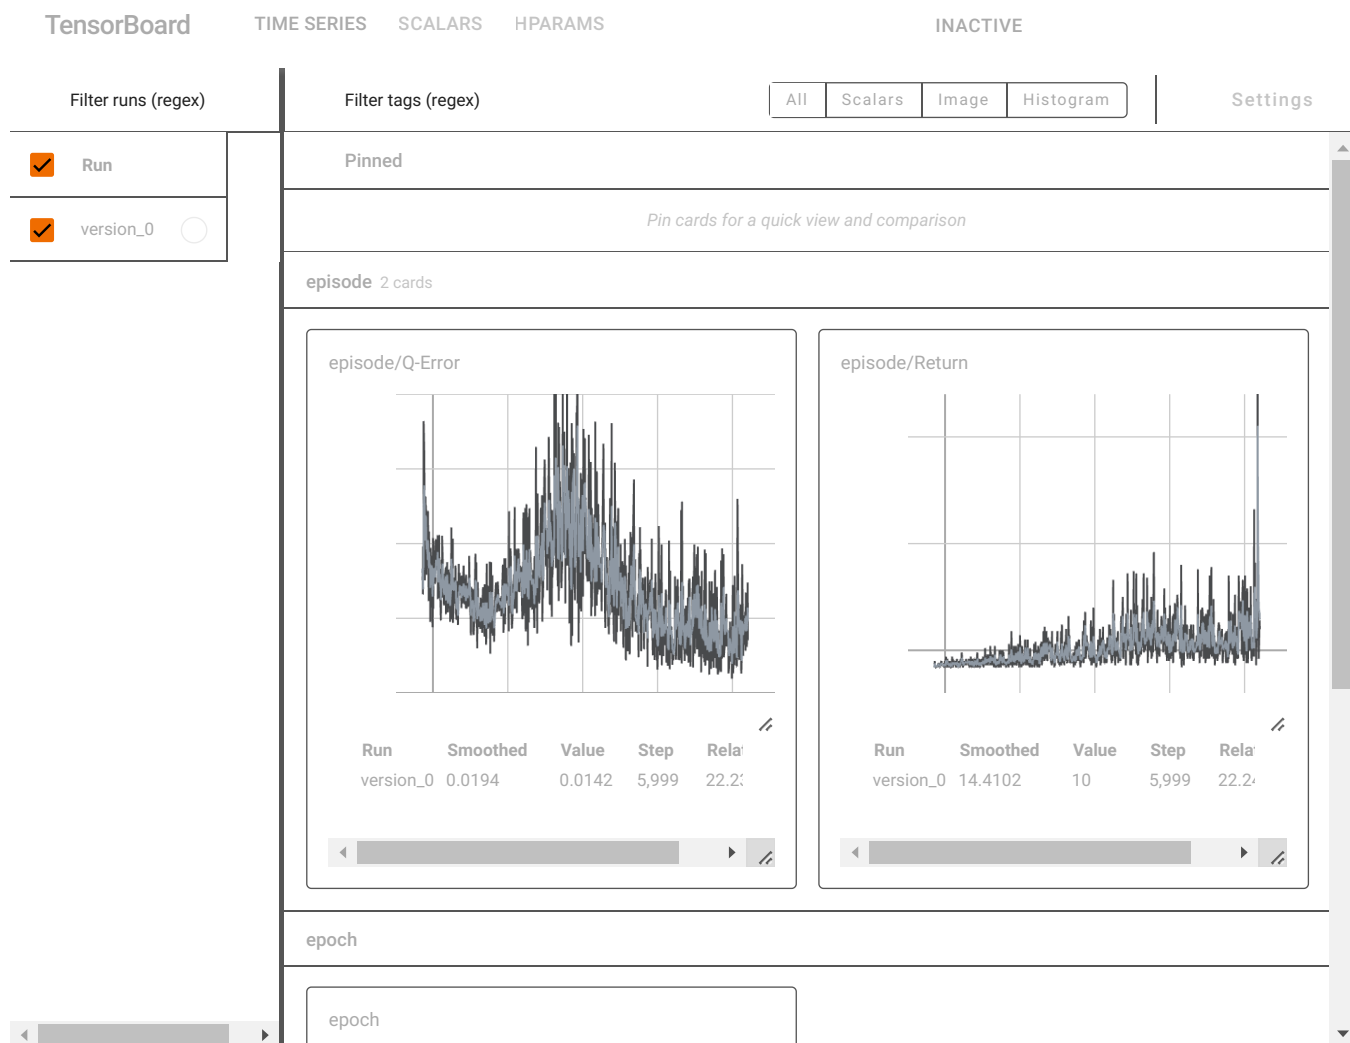 TensorBoard TIME SERIES SCALARS HPARAMS INACTIVE
Filter runs (regex) Filter tags (regex) All Scalars Image Histogram Settings
Run
version_0
Pinned
Pin cards for a quick view and comparison
episode 2 cards
episode/Q-Error
Run Smoothed Value Step
version_0 0.0194 0.0142 5,999
episode/Return
Run Smoothed Value Step
version_0 14.4102 10 5,999
epoch
epoch